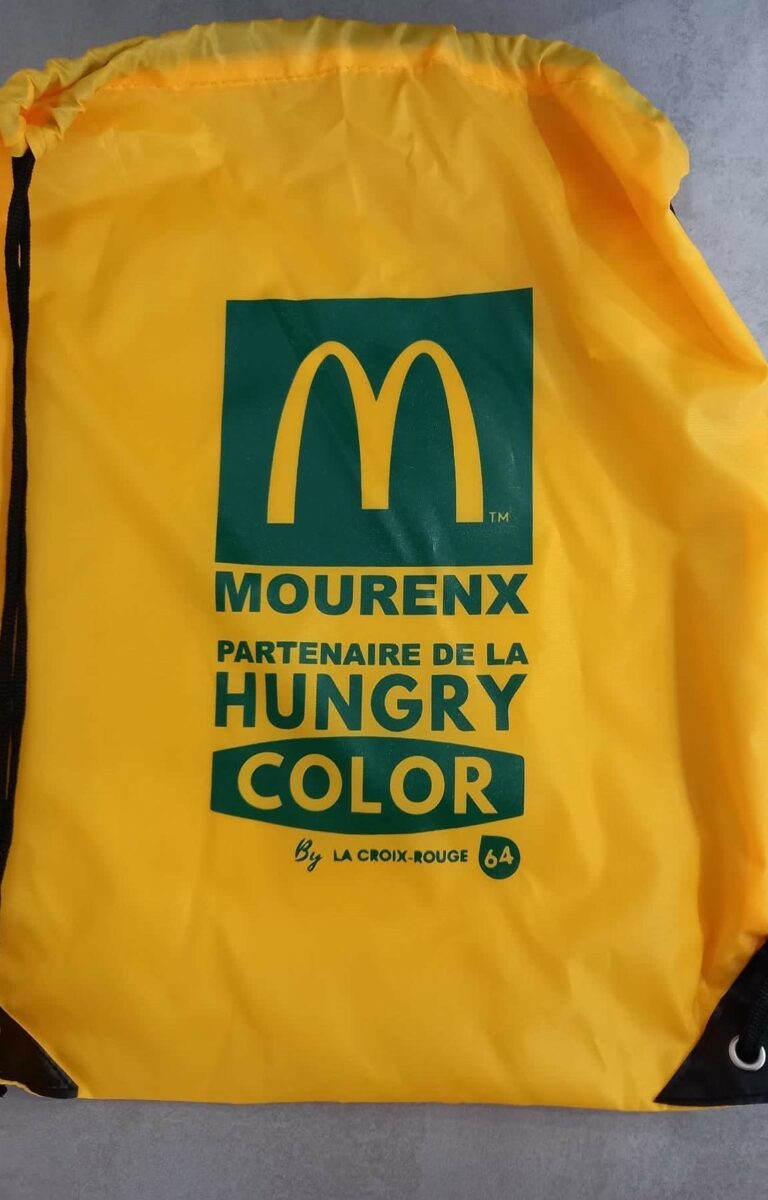 M TM
MOURENX
PARTENAIRE DE LA
HUNGRY
COLOR
By LA CROIX-ROUGE 64